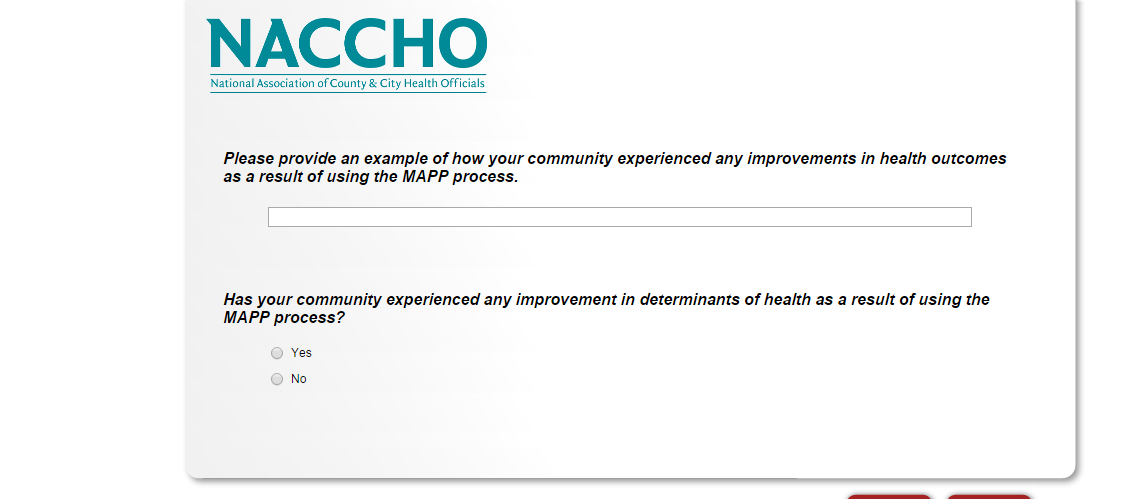 NACCHO
National Association of County & City Health Officials
Please provide an example of how your community experienced any improvements in health outcomes
as a result of using the MAPP process.
Has your community experienced any improvement in determinants of health as a result of using the
MAPP process?
Yes
No